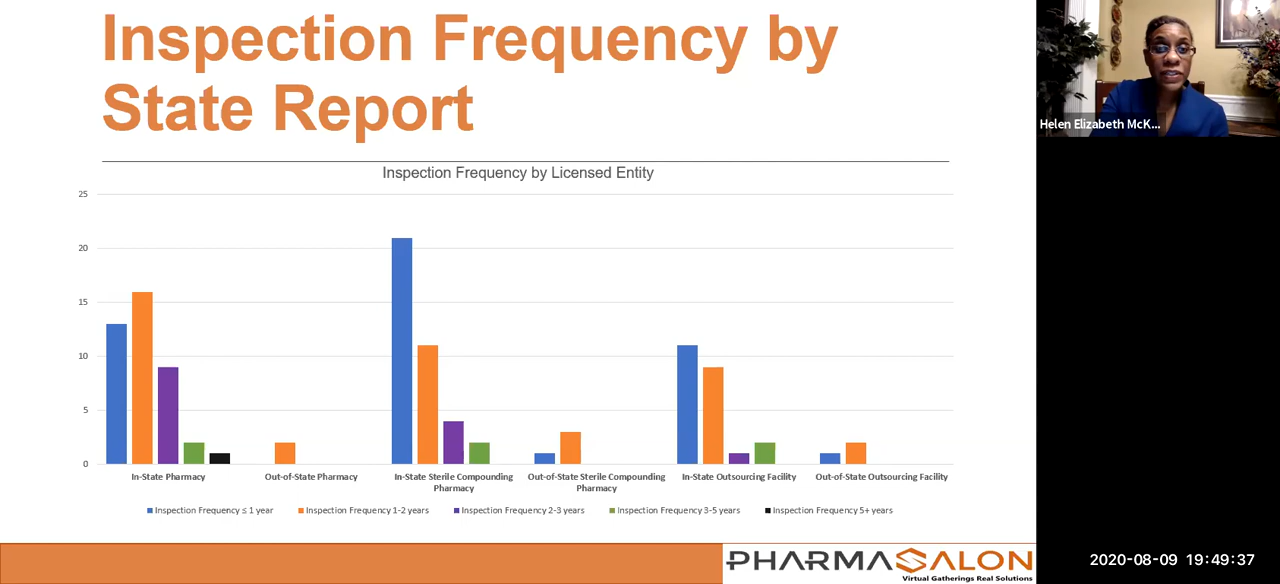 Inspection Frequency by
State Report
Inspection Frequency by Licensed Entity
25
20
15
10
5
0
In-State Pharmacy
Out-of-State Pharmacy
In-State Sterile Compounding
Pharmacy
Out-of-State Sterile Compounding
Pharmacy
In-State Outsourcing Facility
Out-of-State Outsourcing Facility
Inspection Frequency ≤ 1 year
Inspection Frequency 1-2 years
Inspection Frequency 2-3 years
Inspection Frequency 3-5 years
Inspection Frequency 5+ years
PHARMASALON
Virtual Gatherings Real Solutions
Helen Elizabeth McK...
2020-08-09 19:49:37